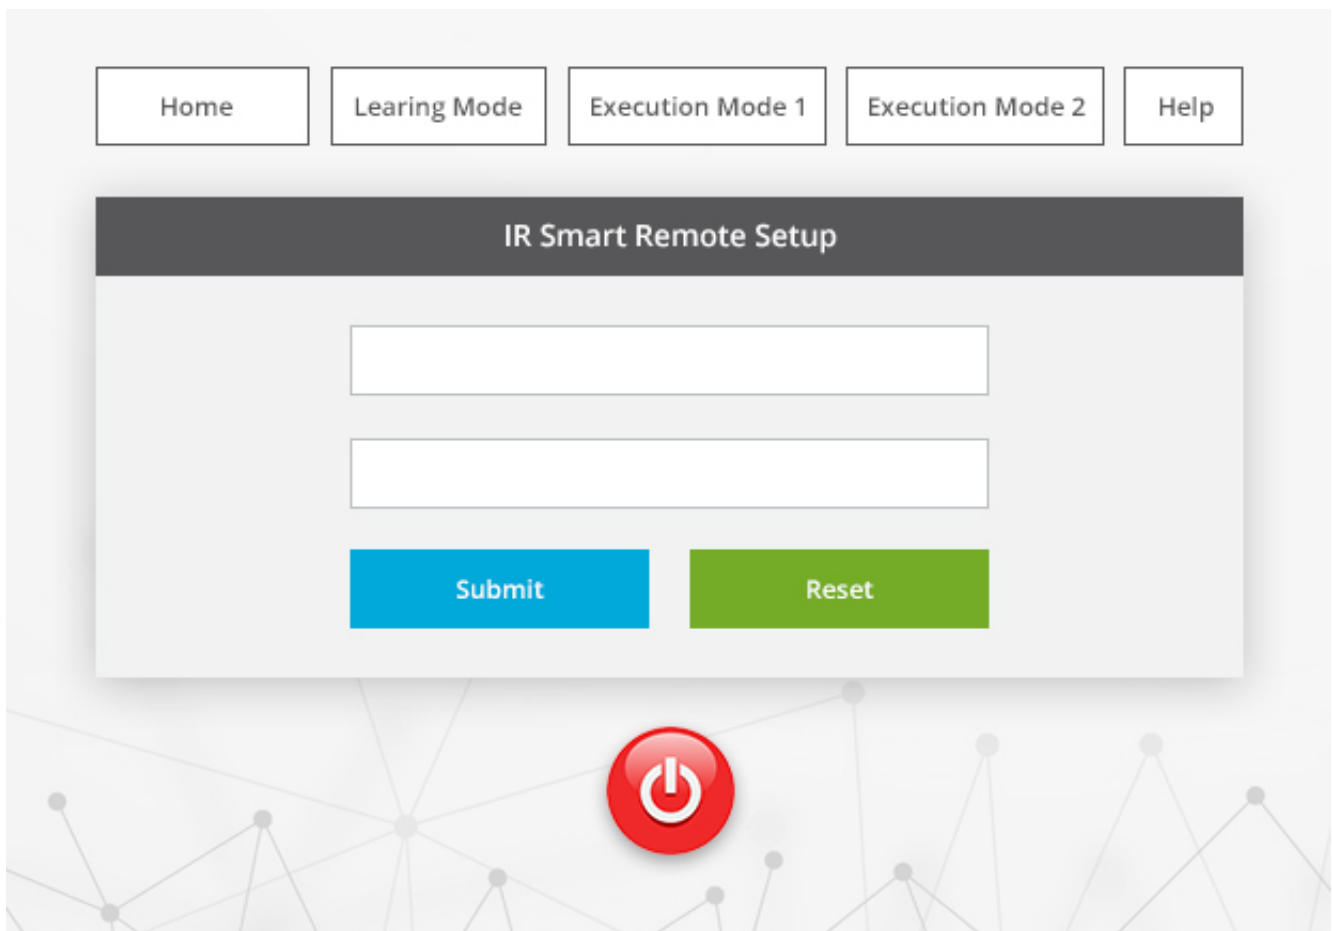 Home
Learing Mode
Execution Mode 1
Execution Mode 2
Help
IR Smart Remote Setup
Submit
Reset